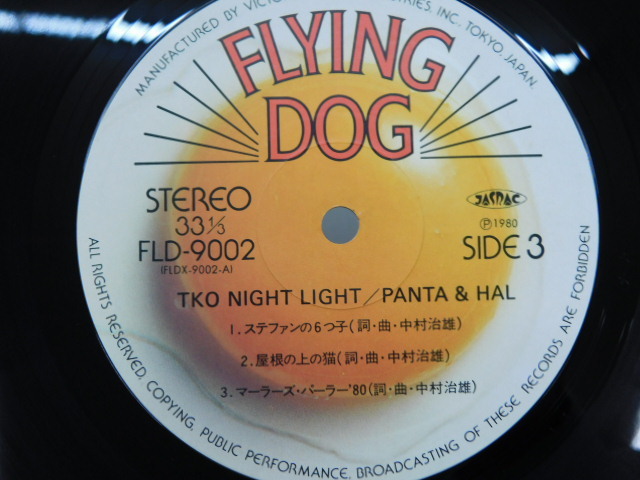 MANUFACTURED BY VICTOR INDUSTRIES, INC. TOKYO, JAPAN.
FLYING
DOG
STEREO
33⅓
FLD-9002
(FLDX-9002-A)
JASRAC
Ⓟ1980
SIDE 3
TKO NIGHT LIGHT/PANTA & HAL
1. ステファンの6つ子(詞・曲・中村治雄)
2. 屋根の上の猫(詞・曲・中村治雄)
3. マーラーズ・パーラー'80(詞・曲・中村治雄)
ALL RIGHTS RESERVED. COPYING, PUBLIC PERFORMANCE, BROADCASTING OF THESE RECORDS ARE FORBIDDEN